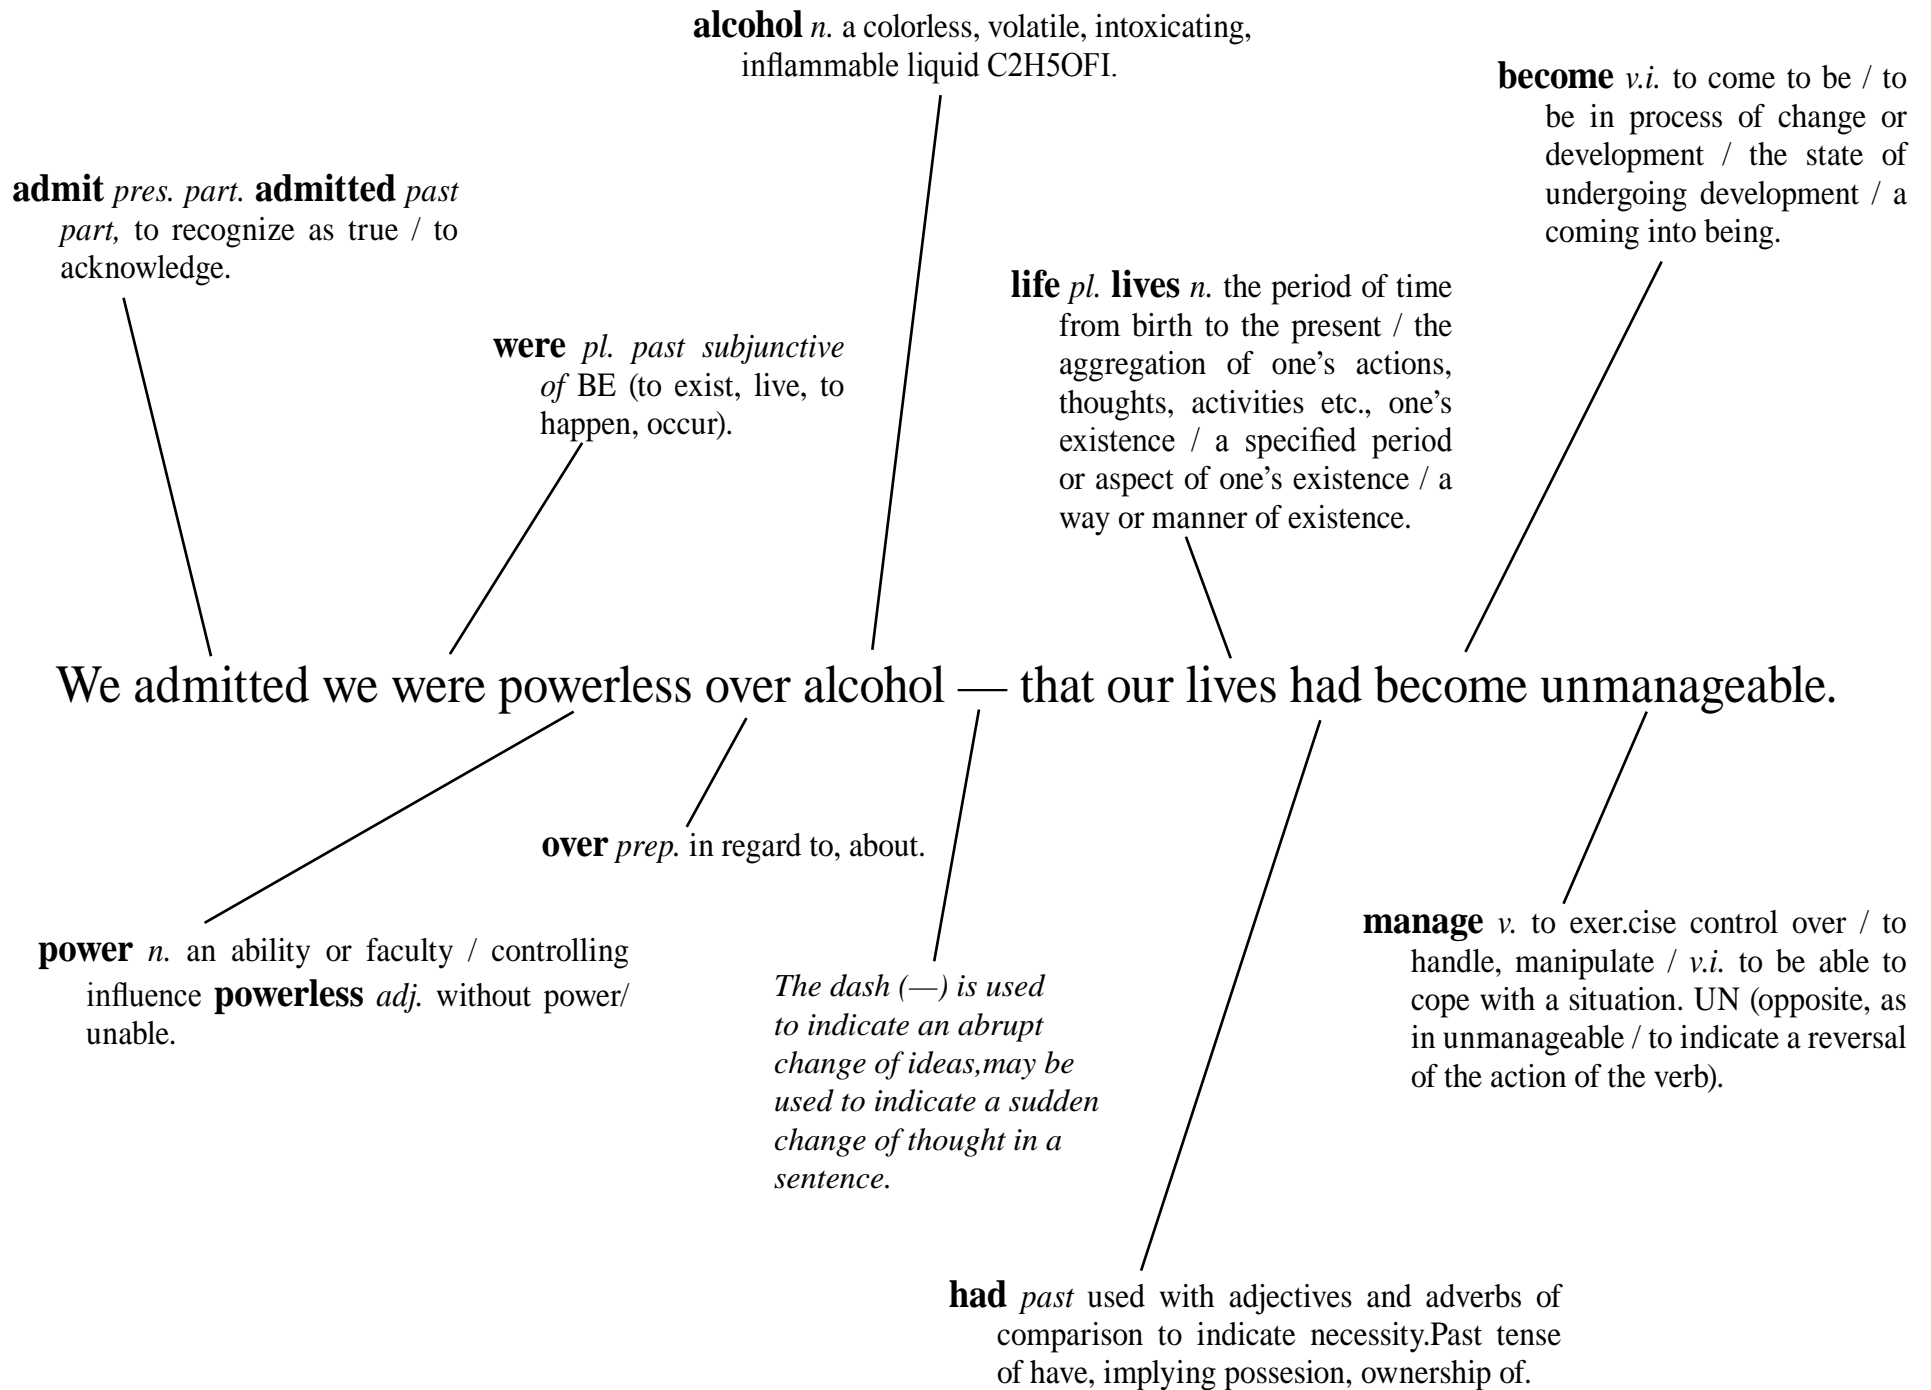 alcohol n. a colorless, volatile, intoxicating,
inflammable liquid C2H5OFI.
become v.i. to come to be / to
be in process of change or
development / the state of
undergoing development / a
coming into being.
admit pres. part. admitted past
part, to recognize as true / to
acknowledge.
life pl. lives n. the period of time
from birth to the present / the
aggregation of one's actions,
thoughts, activities etc., one's
existence / a specified period
or aspect of one's existence / a
way or manner of existence.
were pl. past subjunctive
of BE (to exist, live, to
happen, occur).
We admitted we were powerless over alcohol — that our lives had become unmanageable.
over prep. in regard to, about.
power n. an ability or faculty / controlling
influence powerless adj. without power/
unable.
The dash (—) is used
to indicate an abrupt
change of ideas,may be
used to indicate a sudden
change of thought in a
sentence.
manage v. to exer.cise control over / to
handle, manipulate / v.i. to be able to
cope with a situation. UN (opposite, as
in unmanageable / to indicate a reversal
of the action of the verb).
had past used with adjectives and adverbs of
comparison to indicate necessity.Past tense
of have, implying possesion, ownership of.